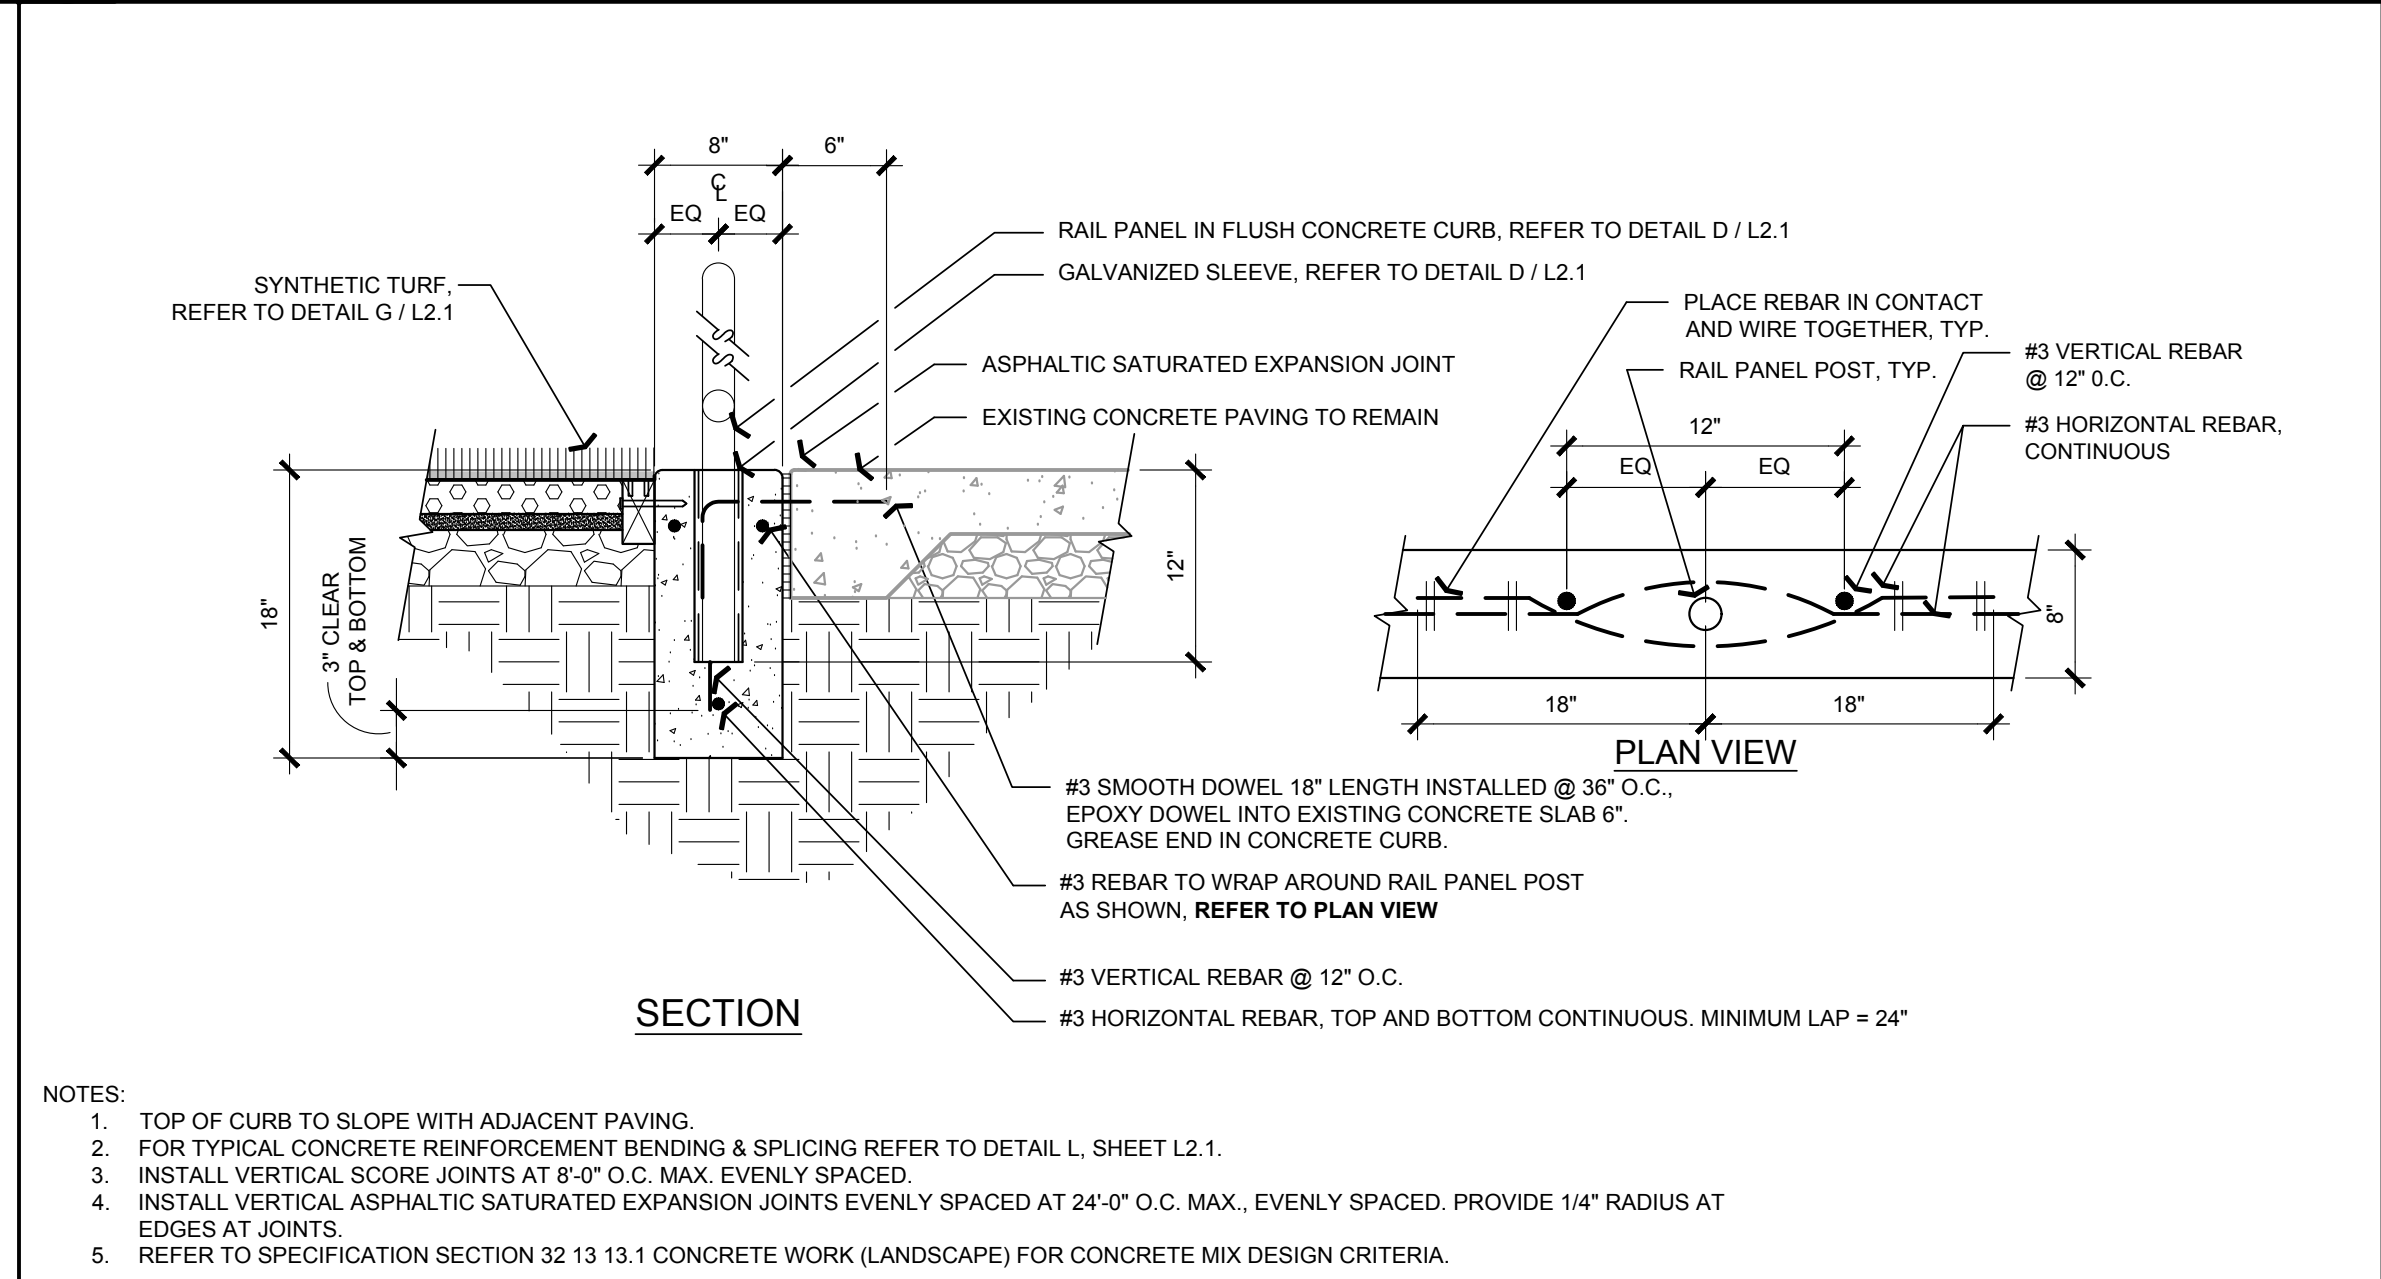 8"
6"
CL
EQ
EQ
RAIL PANEL IN FLUSH CONCRETE CURB, REFER TO DETAIL D / L2.1
GALVANIZED SLEEVE, REFER TO DETAIL D / L2.1
SYNTHETIC TURF,
REFER TO DETAIL G / L2.1
ASPHALTIC SATURATED EXPANSION JOINT
EXISTING CONCRETE PAVING TO REMAIN
18"
3" CLEAR
TOP & BOTTOM
12"
#3 SMOOTH DOWEL 18" LENGTH INSTALLED @ 36" O.C.,
EPOXY DOWEL INTO EXISTING CONCRETE SLAB 6".
GREASE END IN CONCRETE CURB.
#3 REBAR TO WRAP AROUND RAIL PANEL POST
AS SHOWN, REFER TO PLAN VIEW
#3 VERTICAL REBAR @ 12" O.C.
#3 HORIZONTAL REBAR, TOP AND BOTTOM CONTINUOUS. MINIMUM LAP = 24"
SECTION
PLACE REBAR IN CONTACT
AND WIRE TOGETHER, TYP.
RAIL PANEL POST, TYP.
#3 VERTICAL REBAR
@ 12" 0.C.
#3 HORIZONTAL REBAR,
CONTINUOUS
12"
EQ
EQ
8"
18"
18"
PLAN VIEW
NOTES:
1. TOP OF CURB TO SLOPE WITH ADJACENT PAVING.
2. FOR TYPICAL CONCRETE REINFORCEMENT BENDING & SPLICING REFER TO DETAIL L, SHEET L2.1.
3. INSTALL VERTICAL SCORE JOINTS AT 8'-0" O.C. MAX. EVENLY SPACED.
4. INSTALL VERTICAL ASPHALTIC SATURATED EXPANSION JOINTS EVENLY SPACED AT 24'-0" O.C. MAX., EVENLY SPACED. PROVIDE 1/4" RADIUS AT
EDGES AT JOINTS.
5. REFER TO SPECIFICATION SECTION 32 13 13.1 CONCRETE WORK (LANDSCAPE) FOR CONCRETE MIX DESIGN CRITERIA.